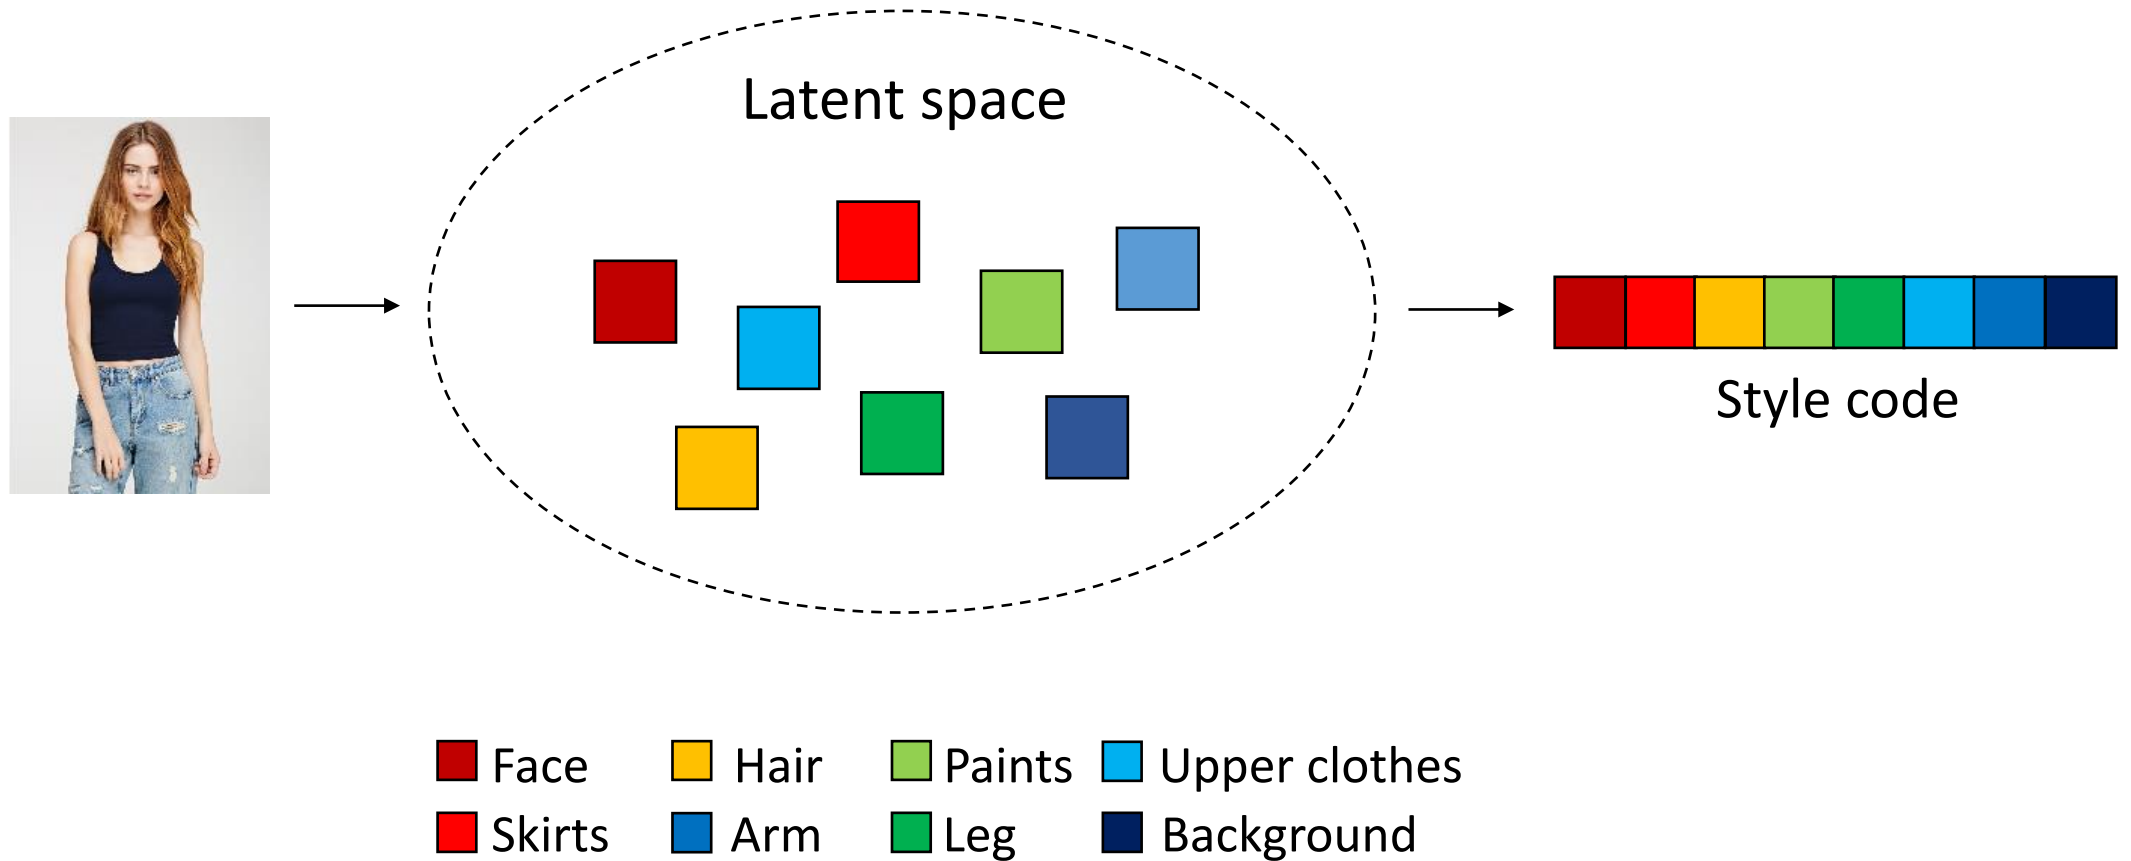 Latent space
Style code
Face Hair Paints Upper clothes
Skirts Arm Leg Background